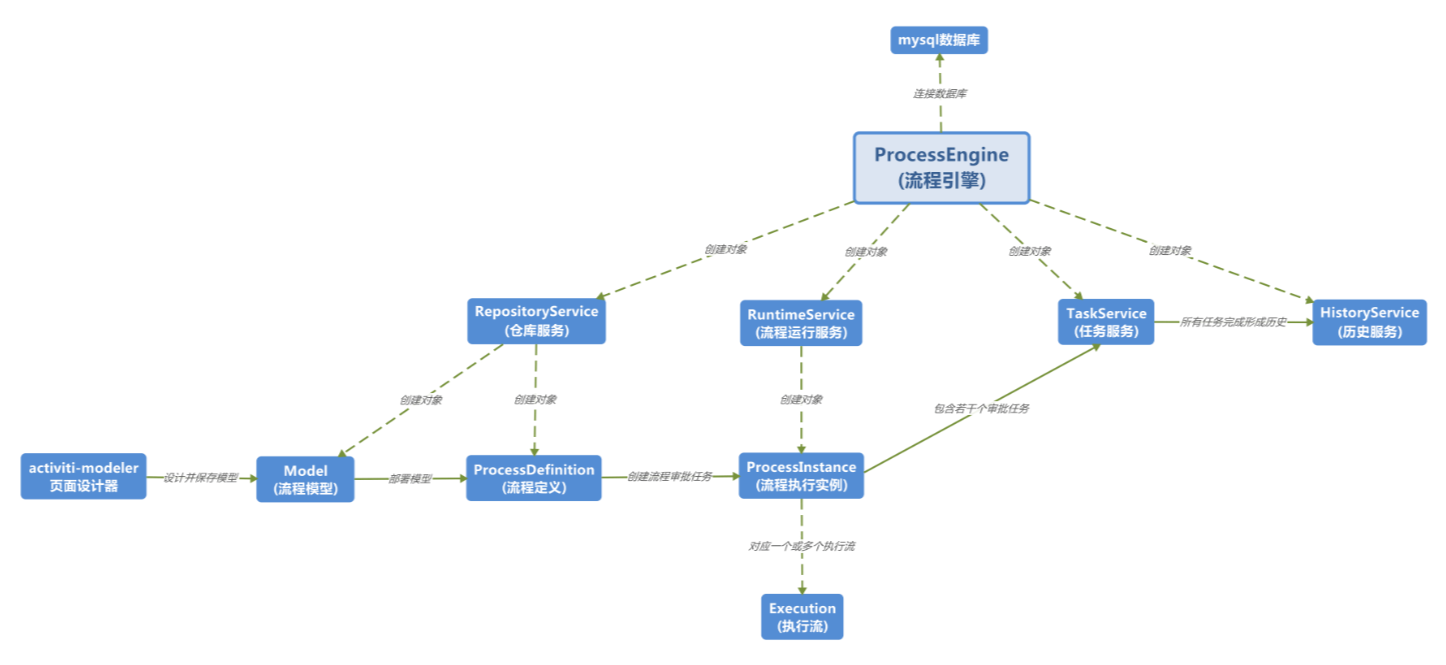 mysql数据库
连接数据库
ProcessEngine
(流程引擎)
创建对象
创建对象
创建对象
创建对象
RepositoryService
(仓库服务)
RuntimeService
(流程运行服务)
TaskService
(任务服务)
所有任务完成形成历史
HistoryService
(历史服务)
创建对象
创建对象
创建对象
包含若干个审批任务
activiti-modeler
页面设计器
设计并保存模型
Model
(流程模型)
部署模型
ProcessDefinition
(流程定义)
创建流程审批任务
ProcessInstance
(流程执行实例)
对应一个或多个执行流
Execution
(执行流)